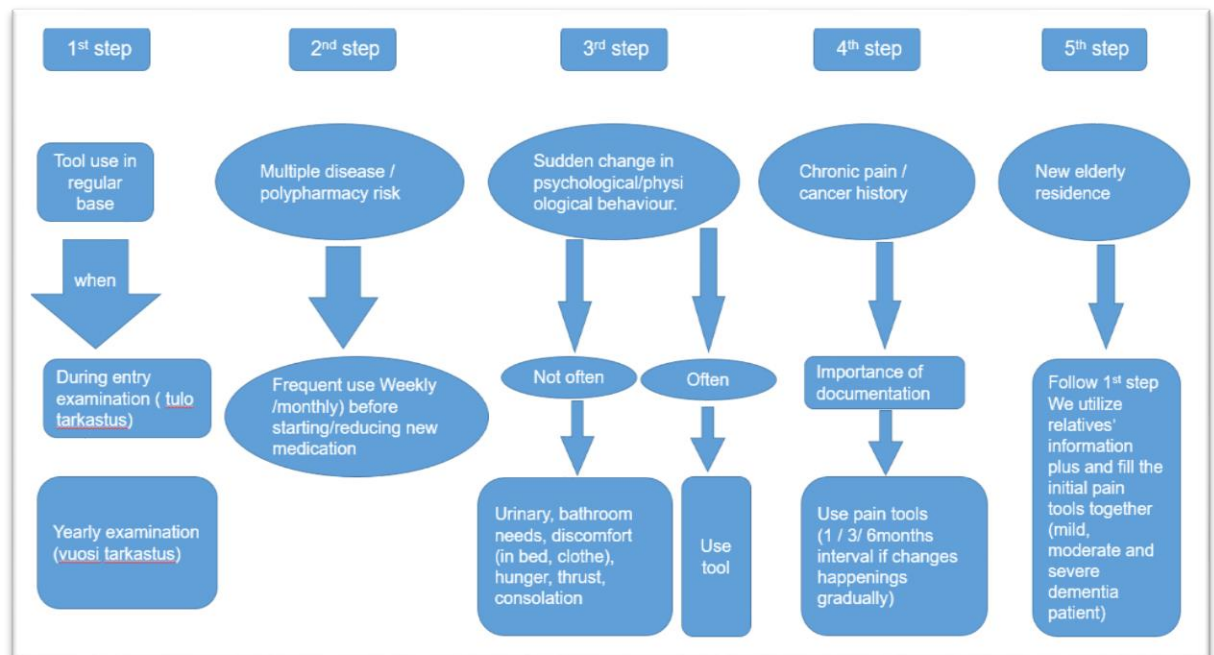 1st step
2nd step
3rd step
4th step
5th step
Tool use in
regular
base
when
During entry
examination ( tulo
tarkastus)
Yearly examination
(vuosi tarkastus)
Multiple disease /
polypharmacy risk
Frequent use Weekly
/monthly) before
starting/reducing new
medication
Sudden change in
psychological/physi
ological behaviour.
Not often
Often
Urinary, bathroom
needs, discomfort
(in bed, clothe),
hunger, thrust,
consolation
Use
tool
Chronic pain /
cancer history
Importance of
documentation
Use pain tools
(1 / 3/ 6months
interval if changes
happenings
gradually)
New elderly
residence
Follow 1st step
We utilize
relatives'
information
plus and fill the
initial pain
tools together
(mild,
moderate and
severe
dementia
patient)